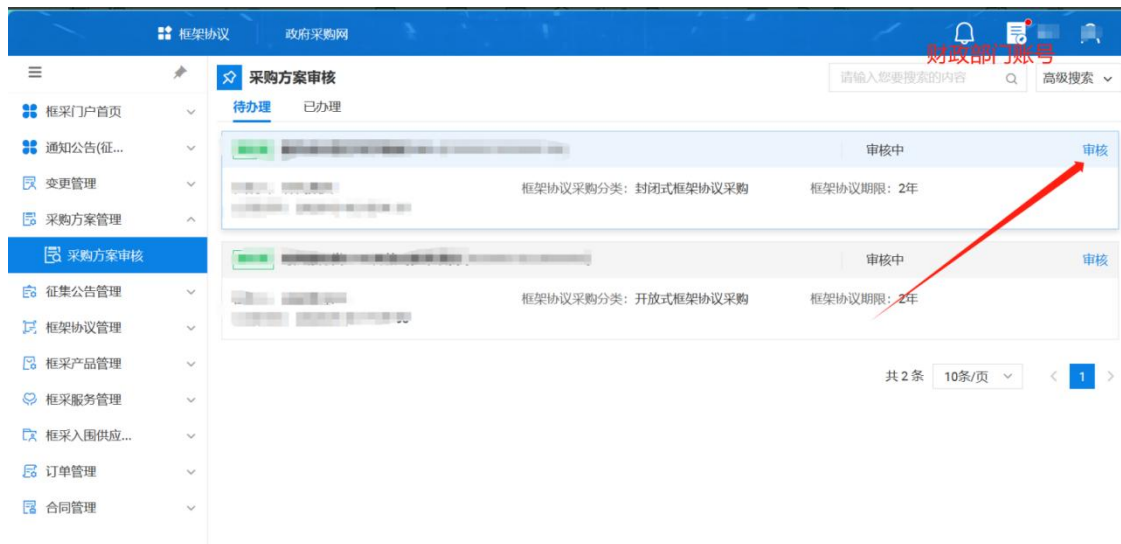 框架协议 政府采购网
财政部门账号
采购方案审核 请输入您要搜索的内容 高级搜索
待办理 已办理
框采门户首页
通知公告(征...
变更管理
采购方案管理
采购方案审核
征集公告管理
框架协议管理
框采产品管理
框采服务管理
框采入围供应...
订单管理
合同管理
审核中 审核
框架协议采购分类：封闭式框架协议采购 框架协议期限：2年
审核中 审核
框架协议采购分类：开放式框架协议采购 框架协议期限：2年
共2条 10条/页 1